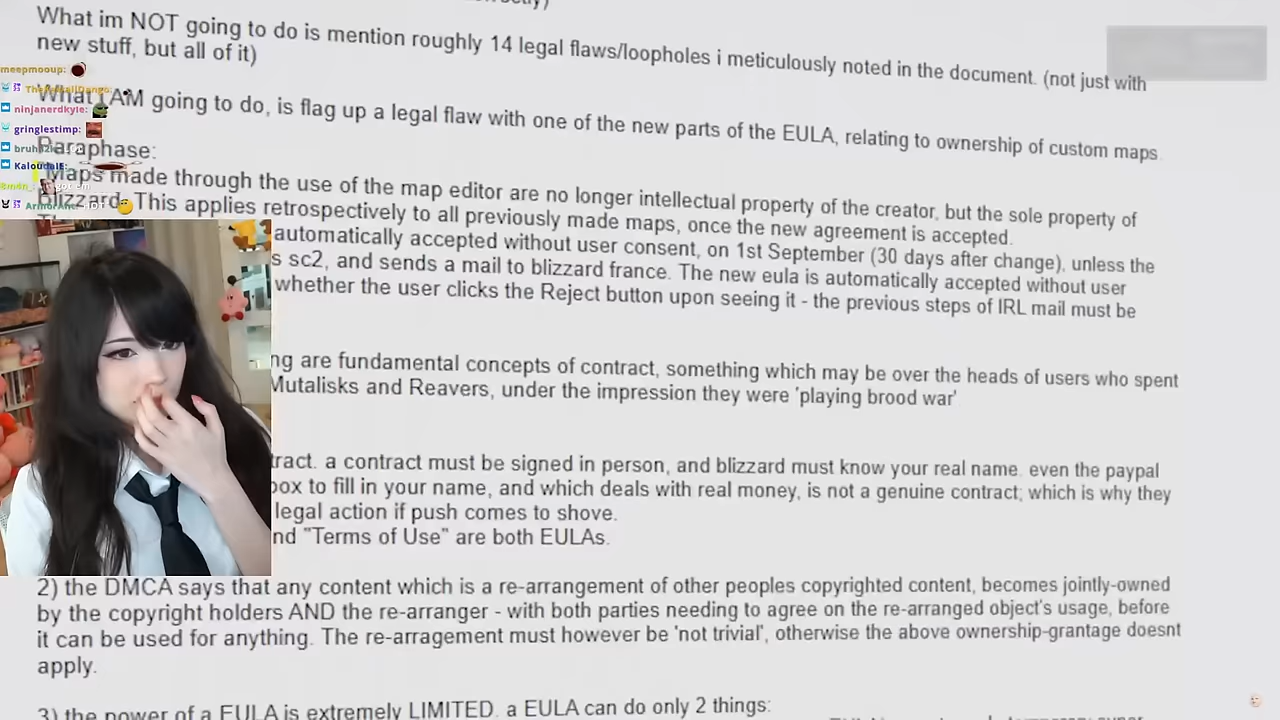 What im NOT going to do is mention roughly 14 legal flaws/loopholes i meticulously noted in the document. (not just with
new stuff, but all of it)
What i AM going to do, is flag up a legal flaw with one of the new parts of the EULA, relating to ownership of custom maps
Paraphase:
"Maps made through the use of the map editor are no longer intellectual property of the creator, but the sole property of
Blizzard. This applies retrospectively to all previously made maps, once the new agreement is accepted.
automatically accepted without user consent, on 1st September (30 days after change), unless the
s sc2, and sends a mail to blizzard france. The new eula is automatically accepted without user
whether the user clicks the Reject button upon seeing it - the previous steps of IRL mail must be
ng are fundamental concepts of contract, something which may be over the heads of users who spent
Mutalisks and Reavers, under the impression they were 'playing brood war'
tract. a contract must be signed in person, and blizzard must know your real name. even the paypal
box to fill in your name, and which deals with real money, is not a genuine contract; which is why they
legal action if push comes to shove.
nd "Terms of Use" are both EULAs.
2) the DMCA says that any content which is a re-arrangement of other peoples copyrighted content, becomes jointly-owned
by the copyright holders AND the re-arranger - with both parties needing to agree on the re-arranged object's usage, before
it can be used for anything. The re-arragement must however be 'not trivial', otherwise the above ownership-grantage doesnt
apply.
3) the power of a EULA is extremely LIMITED. a EULA can do only 2 things:
meepmooup:
ninjanerdkyle:
gringlestimp:
KaloudatE: